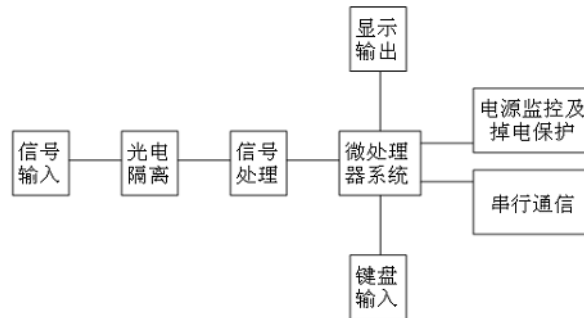 显示
输出
电源监控及
掉电保护
信号
输入
光电
隔离
信号
处理
微处理
器系统
串行通信
键盘
输入